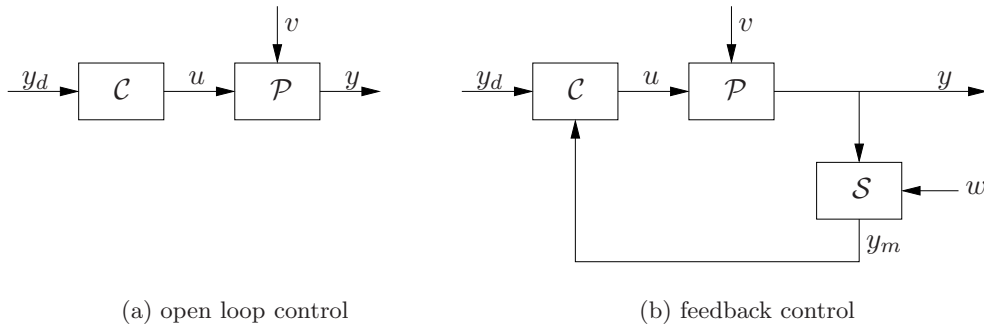 v
y_d C u P y
(a) open loop control
v
y_d C u P y
S w
y_m
(b) feedback control